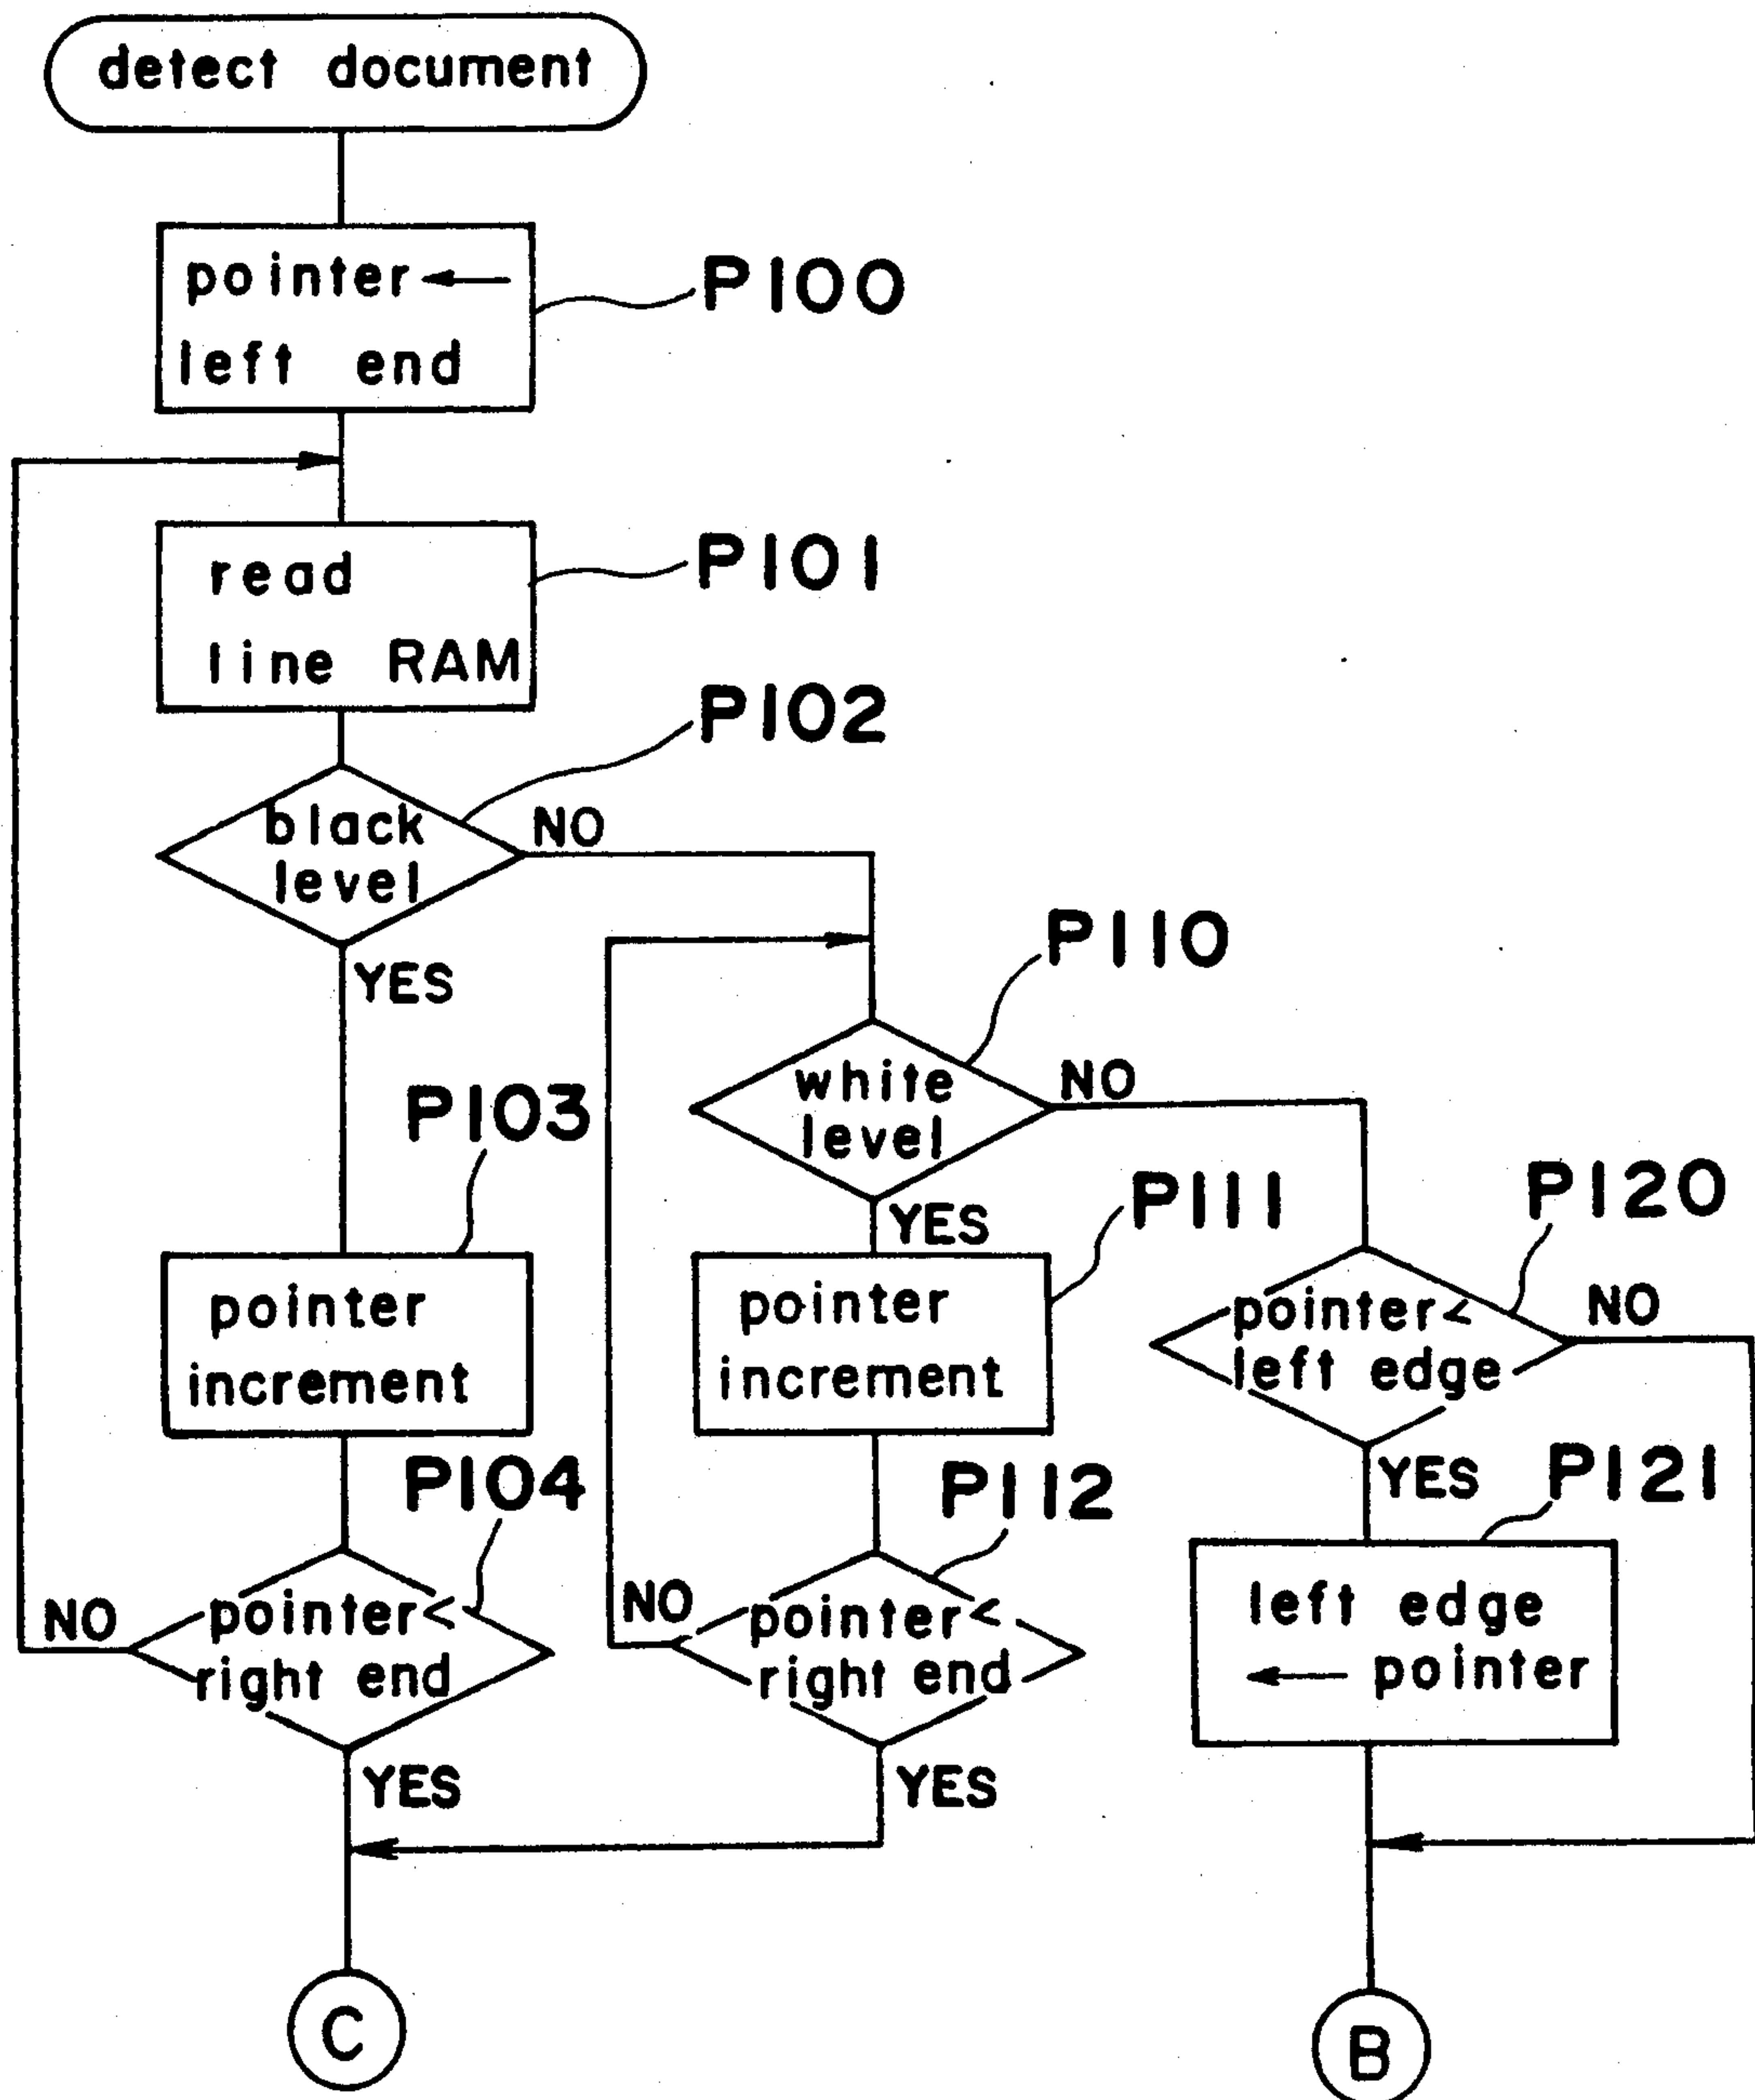 detect document
pointer ←
left end
P100
read
line RAM
P101
black
level
P102
NO
YES
white
level
P110
NO
YES
pointer
increment
P103
pointer
increment
P111
pointer<
left edge
P120
NO
YES
pointer<
right end
P104
NO
YES
pointer<
right end
P112
NO
YES
left edge
← pointer
P121
C
B